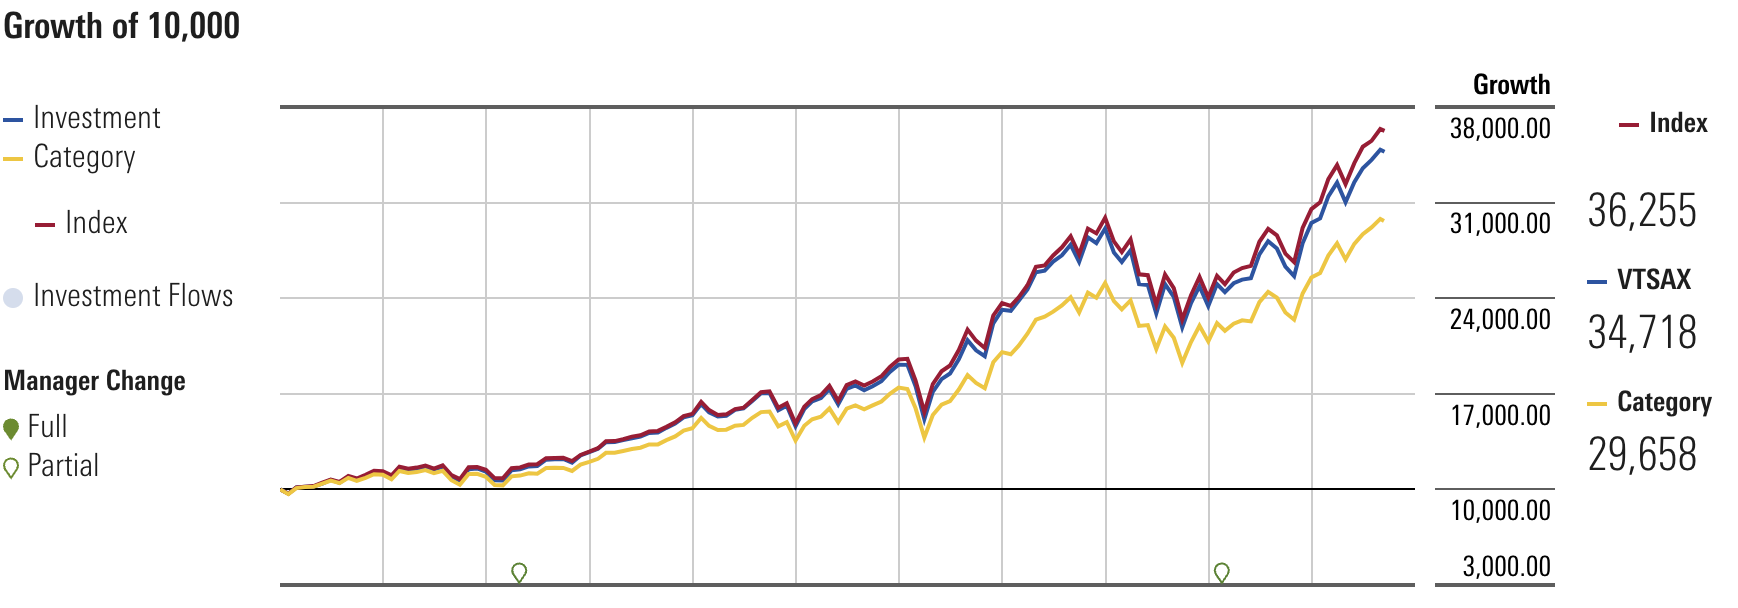 Growth of 10,000
Investment
Category
Index
Investment Flows
Manager Change
Full
Partial
Growth
38,000.00
31,000.00
24,000.00
17,000.00
10,000.00
3,000.00
Index
36,255
VTSAX
34,718
Category
29,658